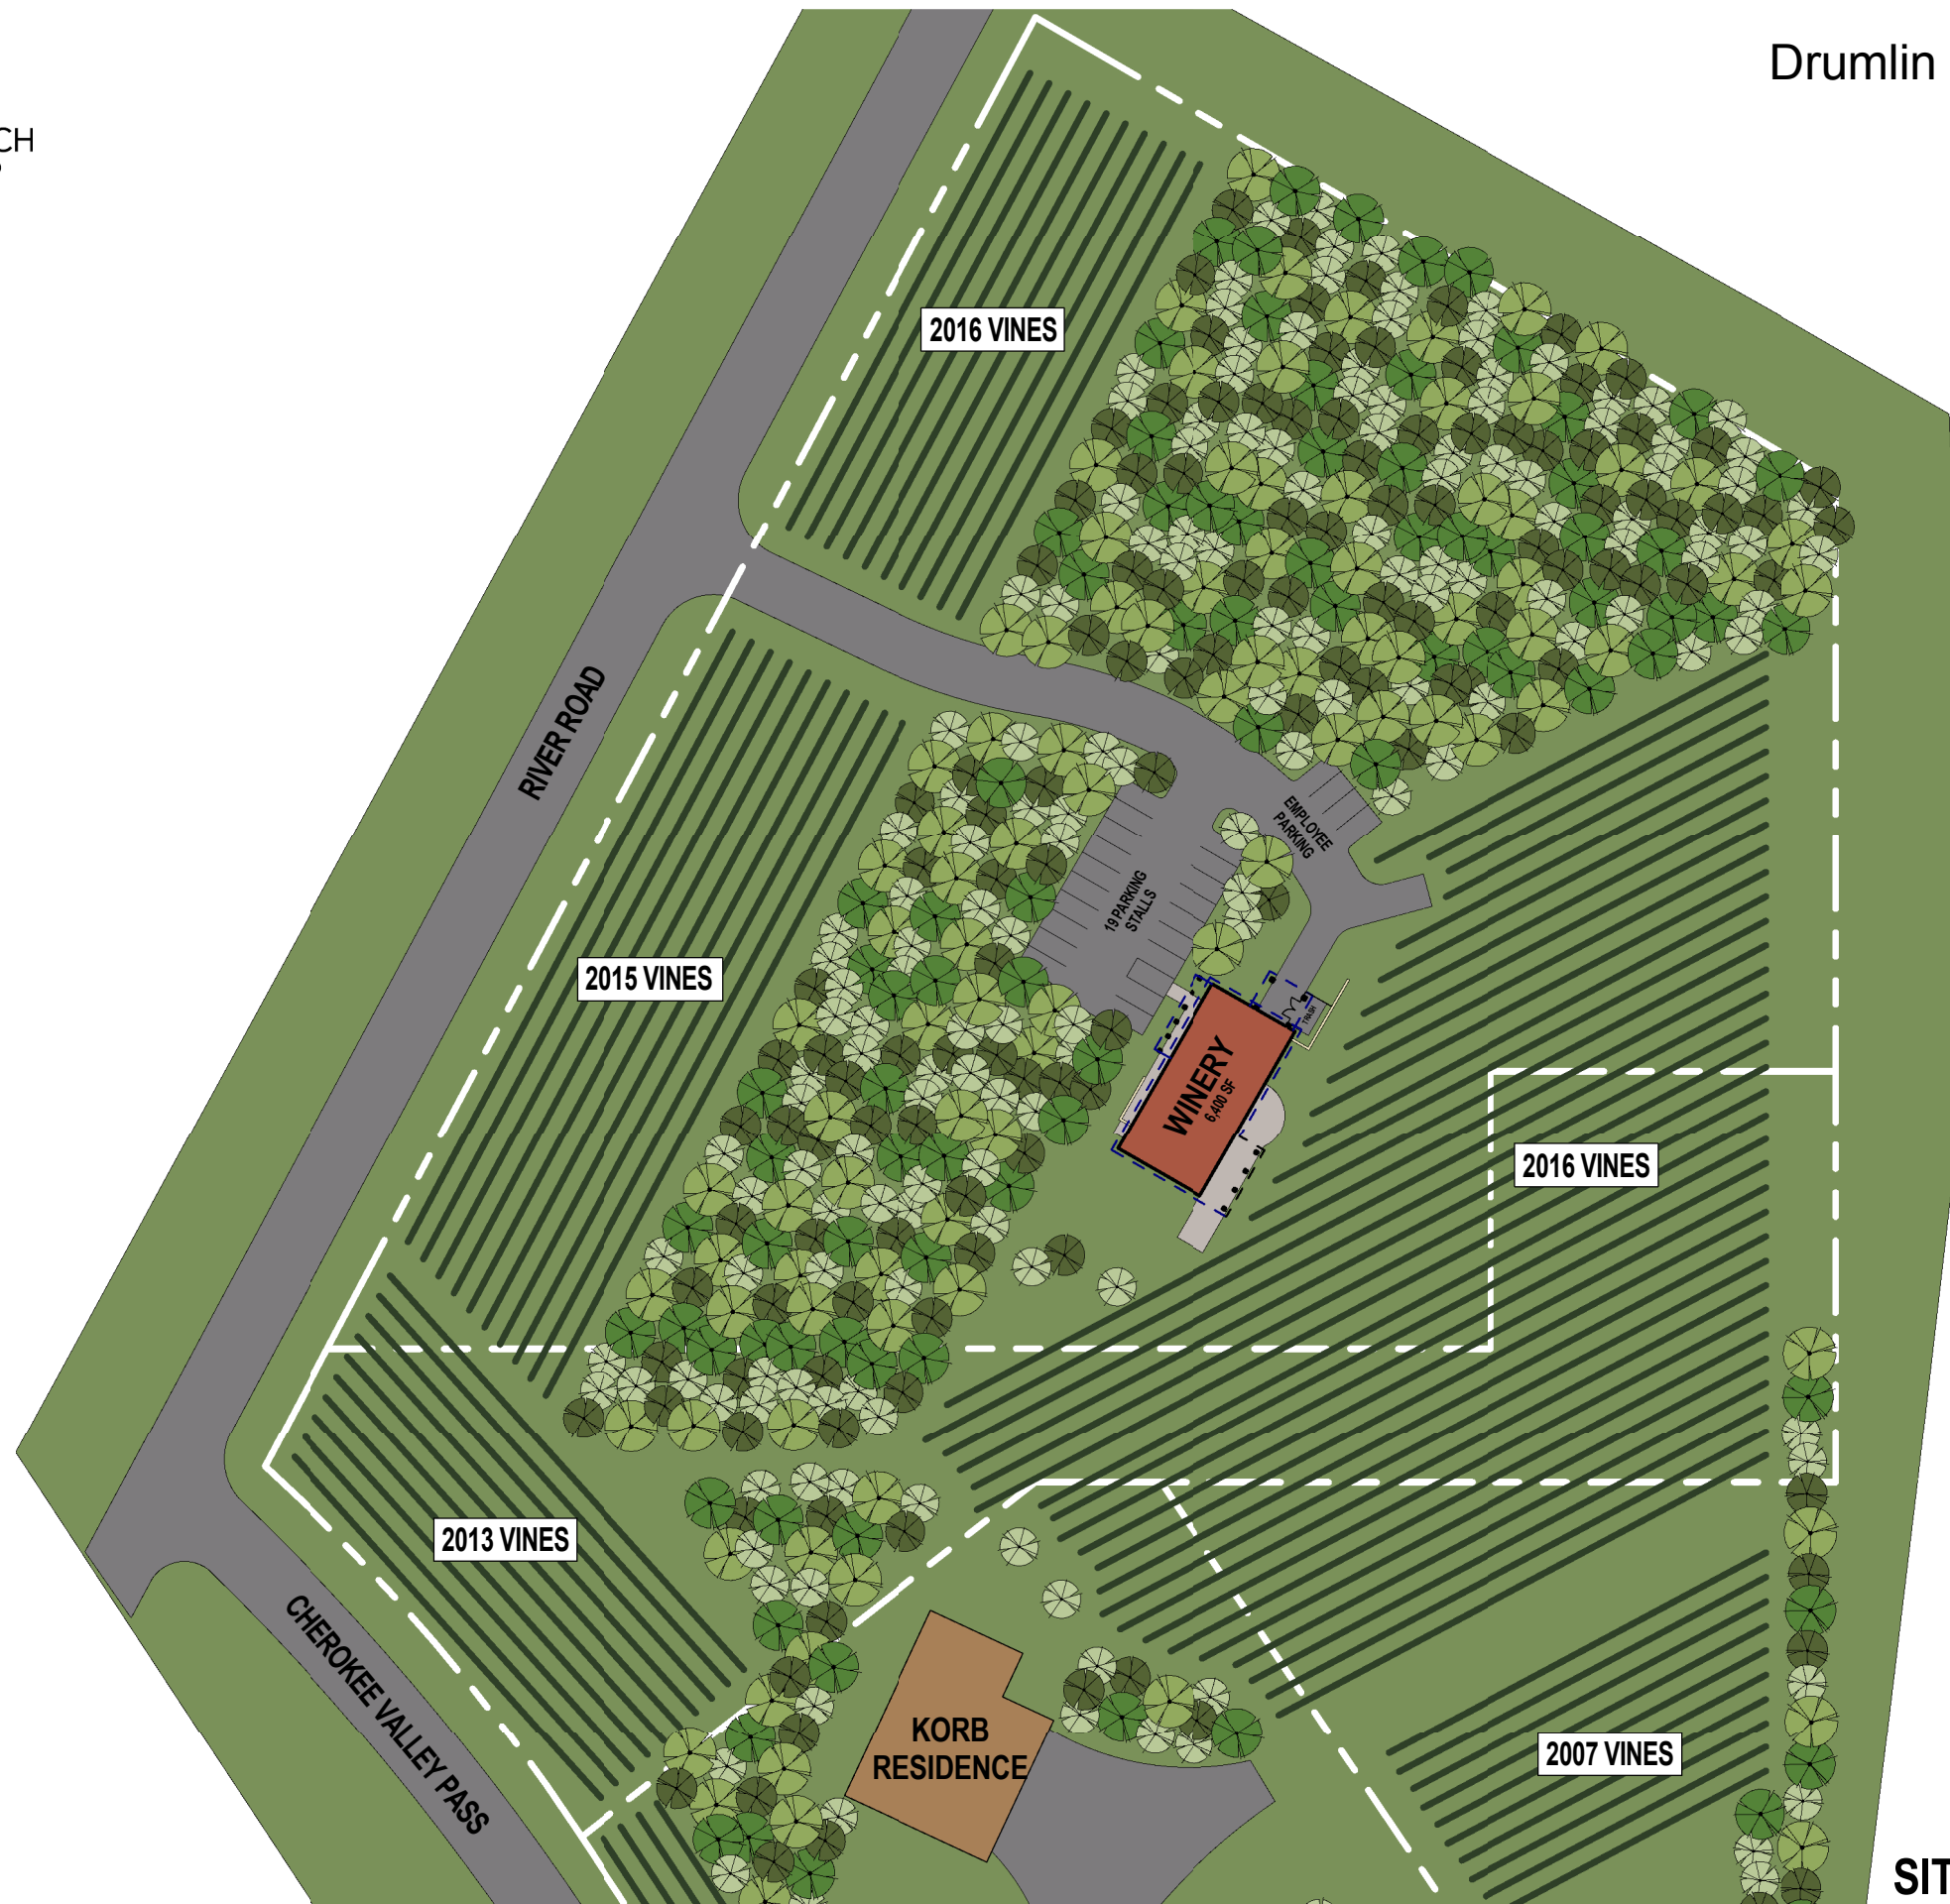 Drumlin
CH
2016 VINES
RIVER ROAD
EMPLOYEE
PARKING
19 PARKING
STALLS
2015 VINES
TRASH
WINERY
6,400 SF
2016 VINES
2013 VINES
CHEROKEE VALLEY PASS
KORB
RESIDENCE
2007 VINES
SIT